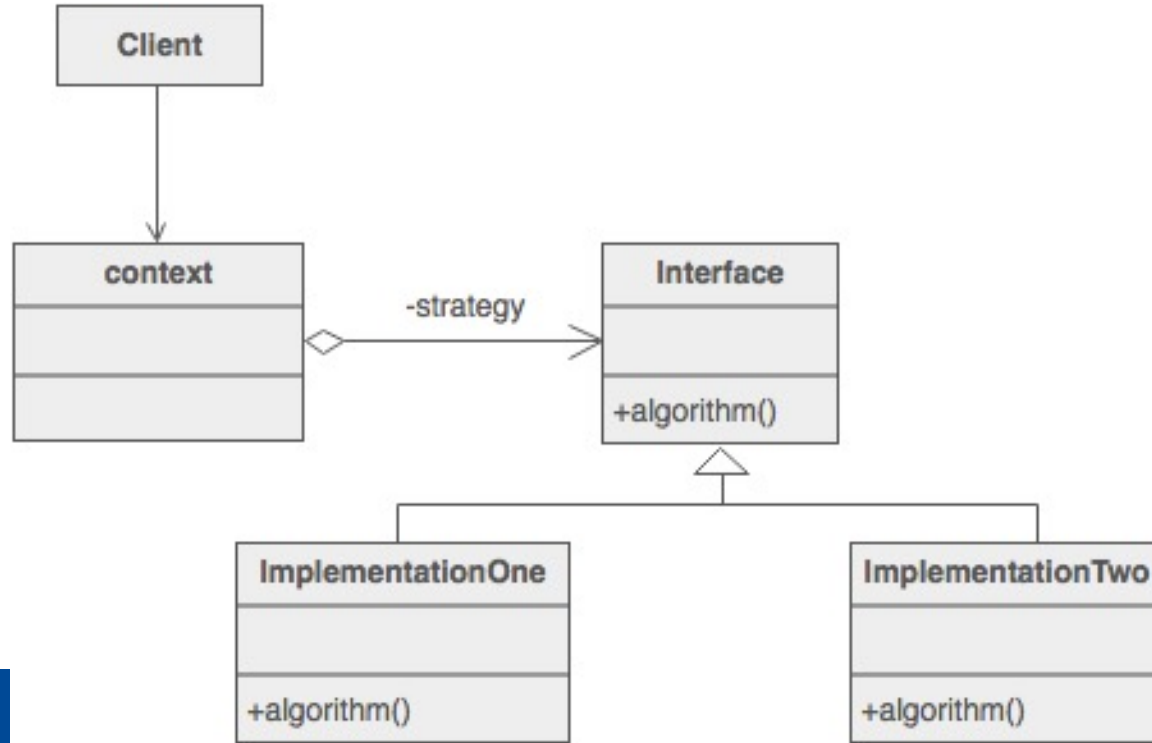 Client
context
-strategy
Interface
+algorithm()
ImplementationOne
+algorithm()
ImplementationTwo
+algorithm()